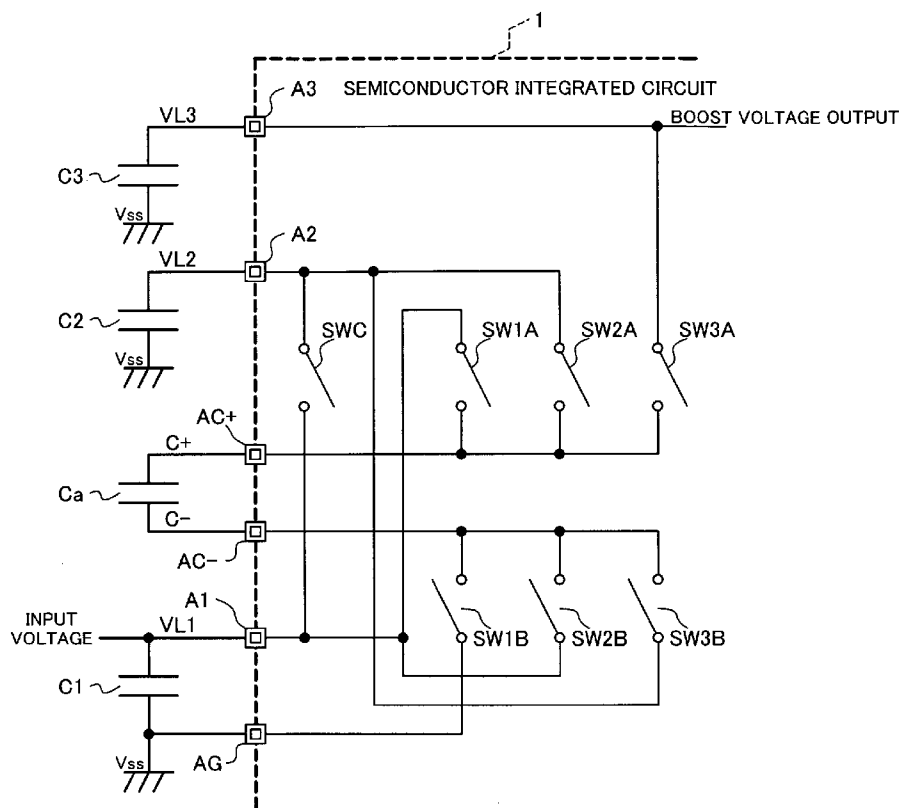 1
A3
SEMICONDUCTOR INTEGRATED CIRCUIT
VL3
BOOST VOLTAGE OUTPUT
C3
Vss
A2
VL2
C2
SWC
SW1A
SW2A
SW3A
Vss
AC+
C+
Ca
C-
AC-
A1
INPUT
VOLTAGE
VL1
SW1B
SW2B
SW3B
C1
Vss
AG